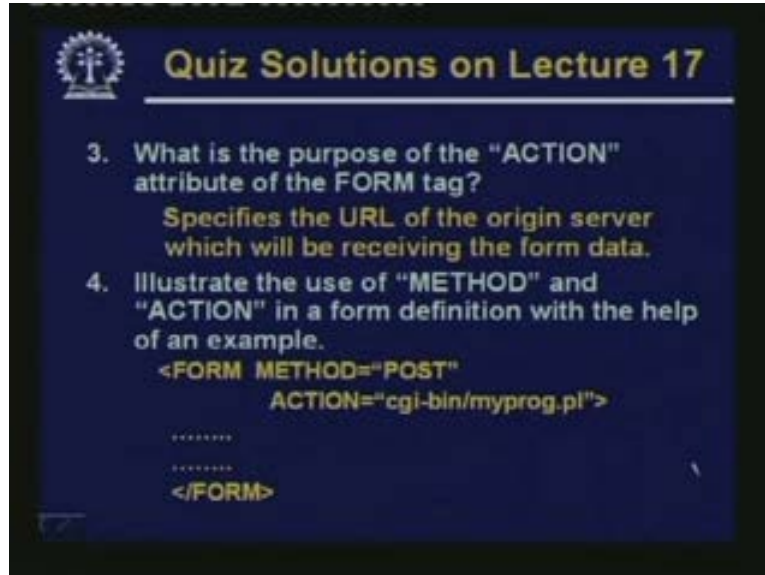 Quiz Solutions on Lecture 17
3. What is the purpose of the “ACTION”
attribute of the FORM tag?
Specifies the URL of the origin server
which will be receiving the form data.
4. Illustrate the use of “METHOD” and
“ACTION” in a form definition with the help
of an example.
<FORM METHOD=“POST”
ACTION=“cgi-bin/myprog.pl”>
........
........
</FORM>